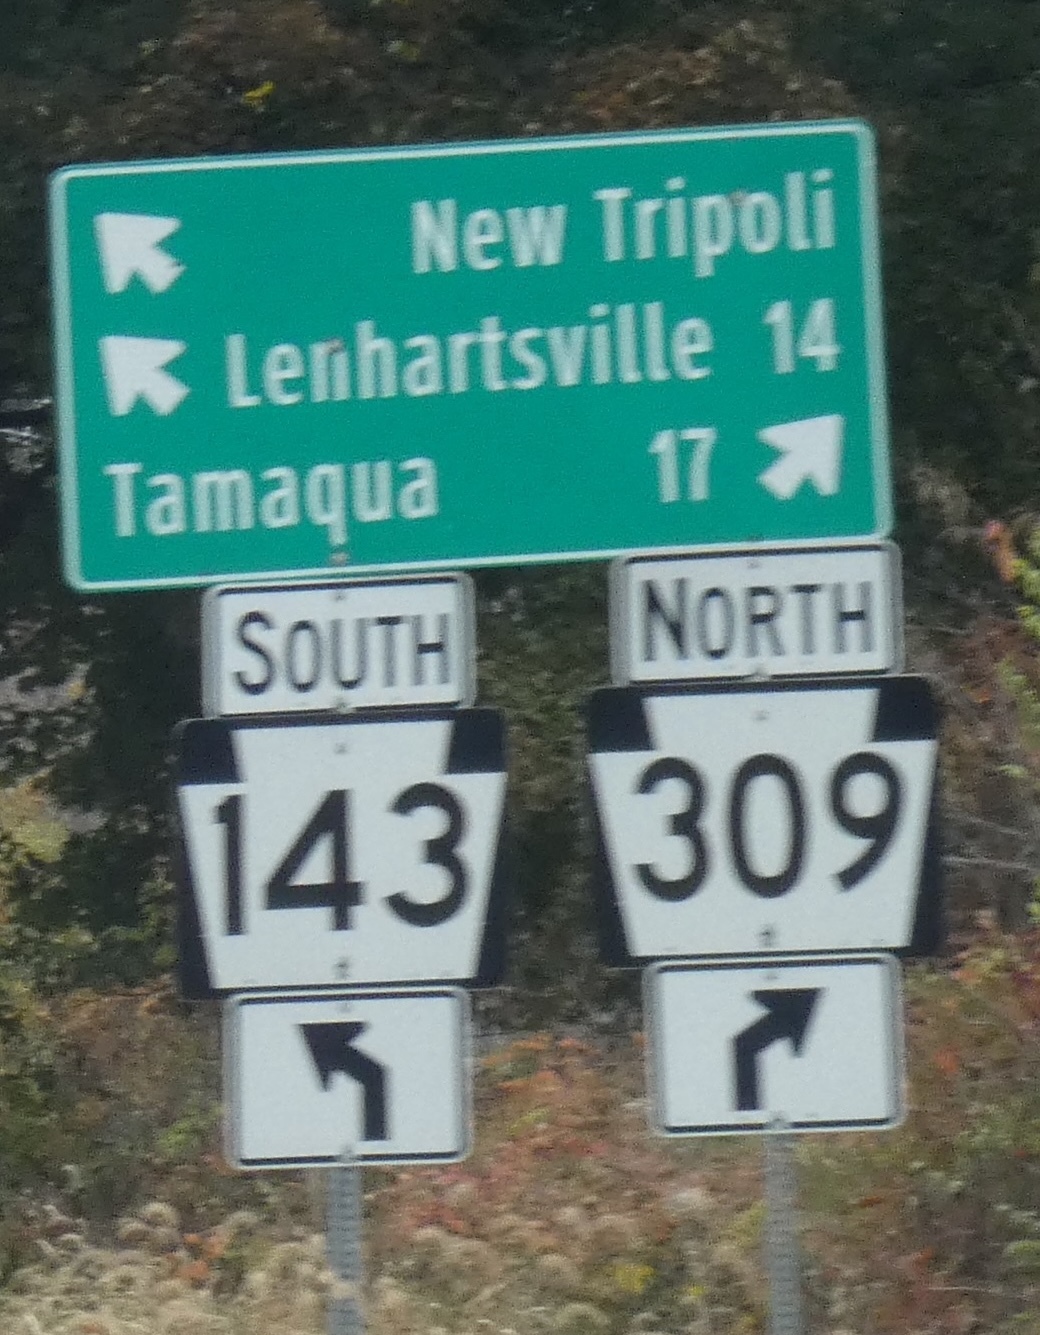 New Tripoli
Lenhartsville 14
Tamaqua 17
SOUTH
143
NORTH
309